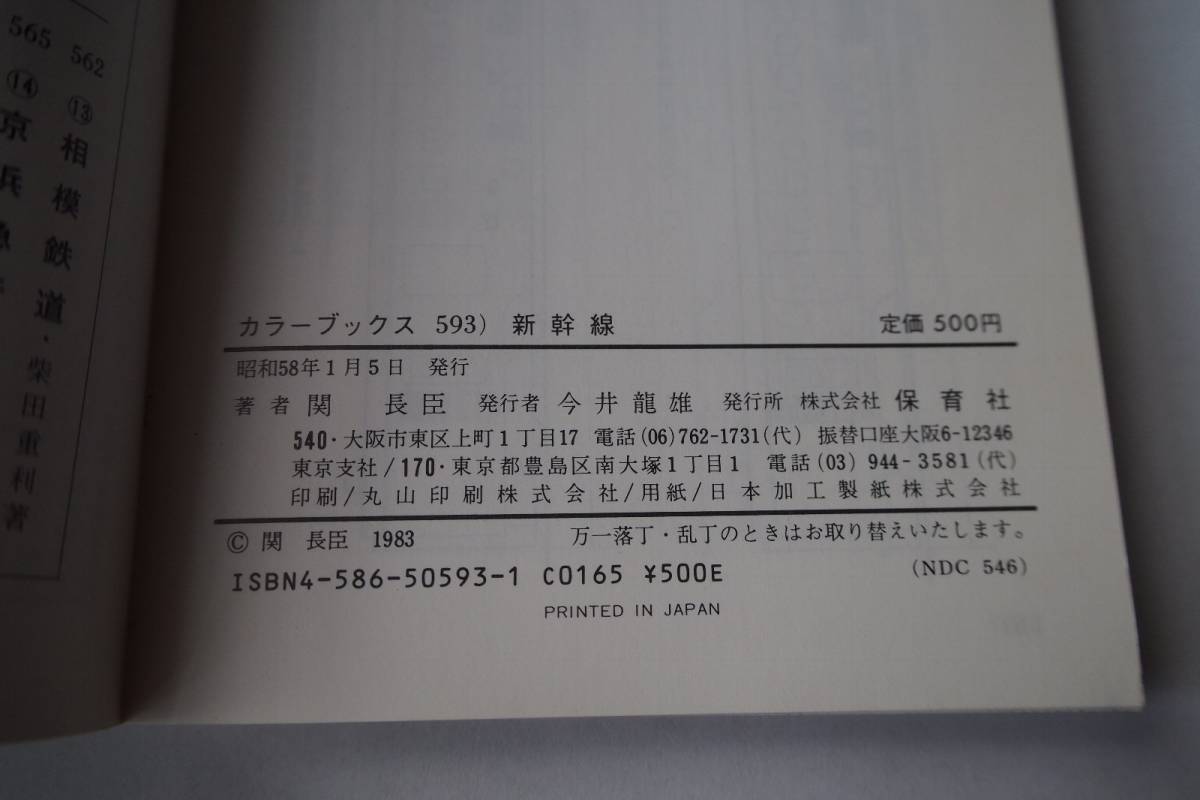 カラーブックス 593) 新幹線 定価 500円
昭和58年1月5日 発行
著者 関 長臣 発行者 今井龍雄 発行所 株式会社 保育社
540・大阪市東区上町1丁目17 電話(06)762-1731(代) 振替口座大阪6-12346
東京支社/170・東京都豊島区南大塚1丁目1 電話(03) 944-3581(代)
印刷/丸山印刷株式会社/用紙/日本加工製紙株式会社
© 関 長臣 1983 万一落丁・乱丁のときはお取り替えいたします。
ISBN4-586-50593-1 C0165 ¥500E (NDC 546)
PRINTED IN JAPAN
562 ⑬相模鉄道・柴田重利著
565 ⑭京浜急